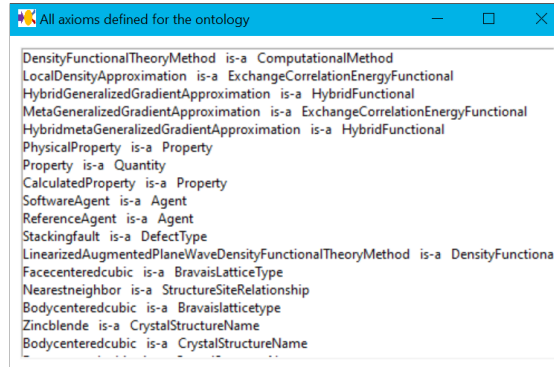 All axioms defined for the ontology
DensityFunctionalTheoryMethod is-a ComputationalMethod
LocalDensityApproximation is-a ExchangeCorrelationEnergyFunctional
HybridGeneralizedGradientApproximation is-a HybridFunctional
MetaGeneralizedGradientApproximation is-a ExchangeCorrelationEnergyFunctional
HybridmetaGeneralizedGradientApproximation is-a HybridFunctional
PhysicalProperty is-a Property
Property is-a Quantity
CalculatedProperty is-a Property
SoftwareAgent is-a Agent
ReferenceAgent is-a Agent
Stackingfault is-a DefectType
LinearizedAugmentedPlaneWaveDensityFunctionalTheoryMethod is-a DensityFunctiona
Facecenteredcubic is-a BravaisLatticeType
Nearestneighbor is-a StructureSiteRelationship
Bodycenteredcubic is-a Bravaislatticetype
Zincblende is-a CrystalStructureName
Bodycenteredcubic is-a CrystalStructureName